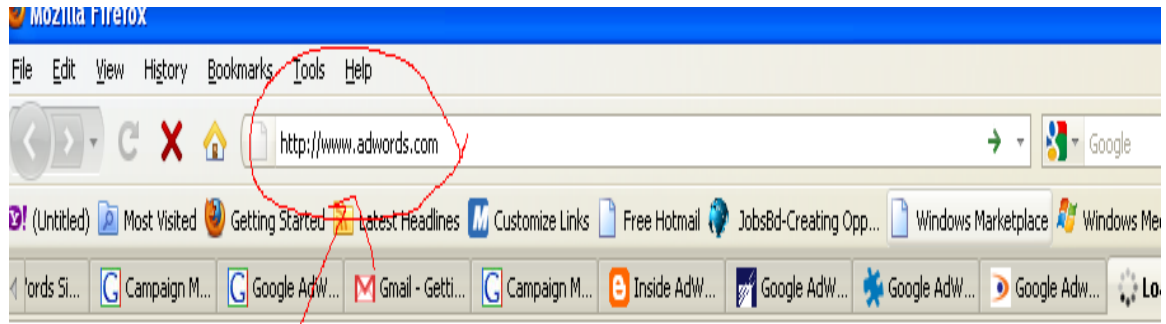 Mozilla Firefox
File Edit View History Bookmarks Tools Help
http://www.adwords.com Google
(Untitled) Most Visited Getting Started Latest Headlines Customize Links Free Hotmail JobsBd-Creating Opp... Windows Marketplace Windows Me
'ords Si... Campaign M... Google AdW... Gmail - Getti... Campaign M... Inside AdW... Google AdW... Google AdW... Google Adw... Lo